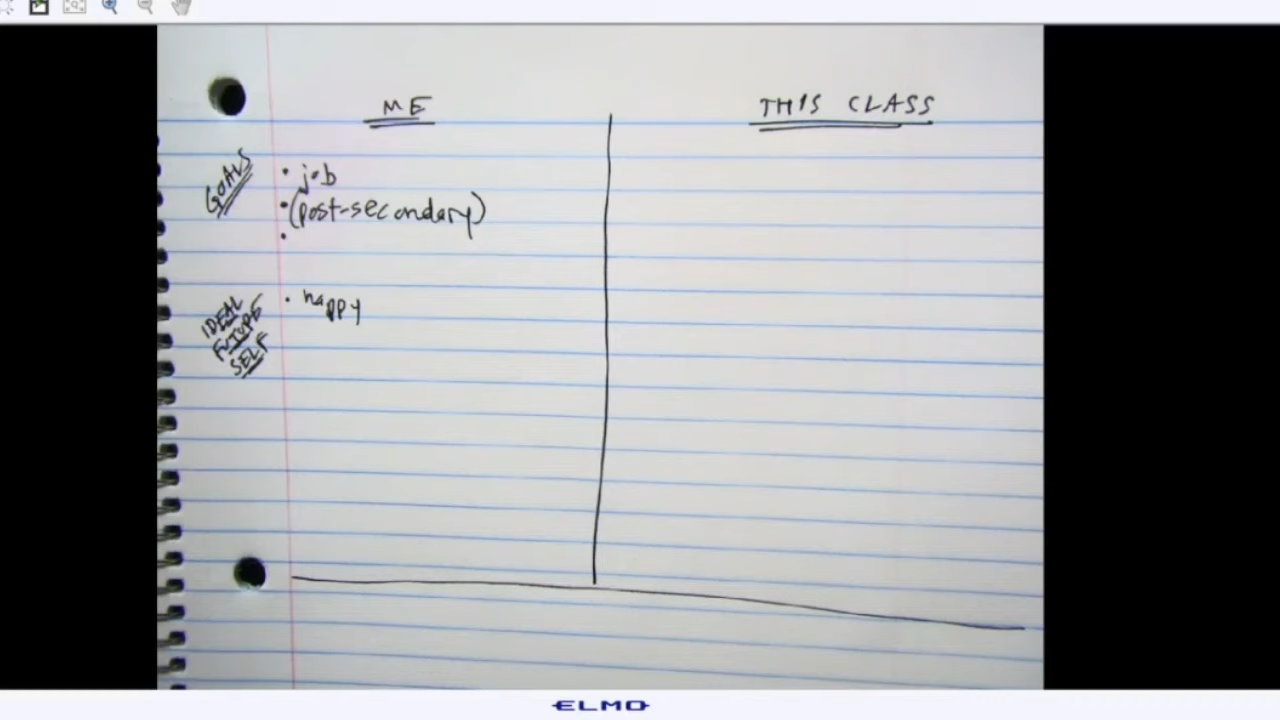 ME
THIS CLASS
GOALS
• job
• (post-secondary)
•
IDEAL
FUTURE
SELF
• happy
ELMO